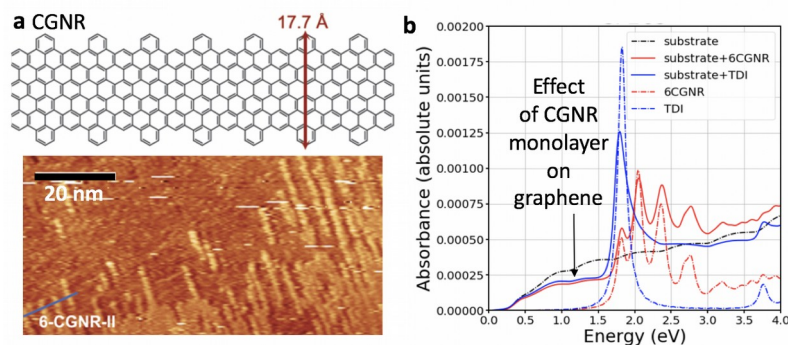 a CGNR
17.7 Å
20 nm
6-CGNR-II
b
Absorbance (absolute units)
0.00200
0.00175
0.00150
0.00125
0.00100
0.00075
0.00050
0.00025
0.00000
substrate
substrate+6CGNR
substrate+TDI
6CGNR
TDI
Effect
of CGNR
monolayer
on
graphene
0.0 0.5 1.0 1.5 2.0 2.5 3.0 3.5 4.0
Energy (eV)